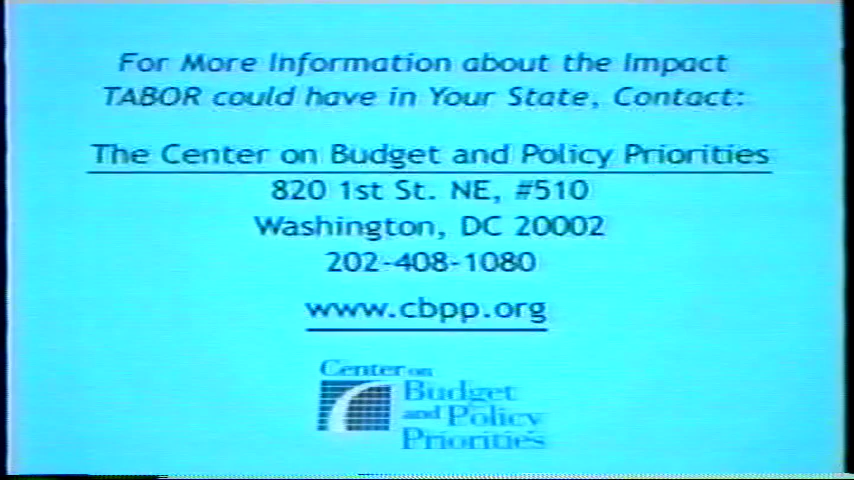 For More Information about the Impact
TABOR could have in Your State, Contact:
The Center on Budget and Policy Priorities
820 1st St. NE, #510
Washington, DC 20002
202-408-1080
www.cbpp.org
Center on
Budget
and Policy
Priorities